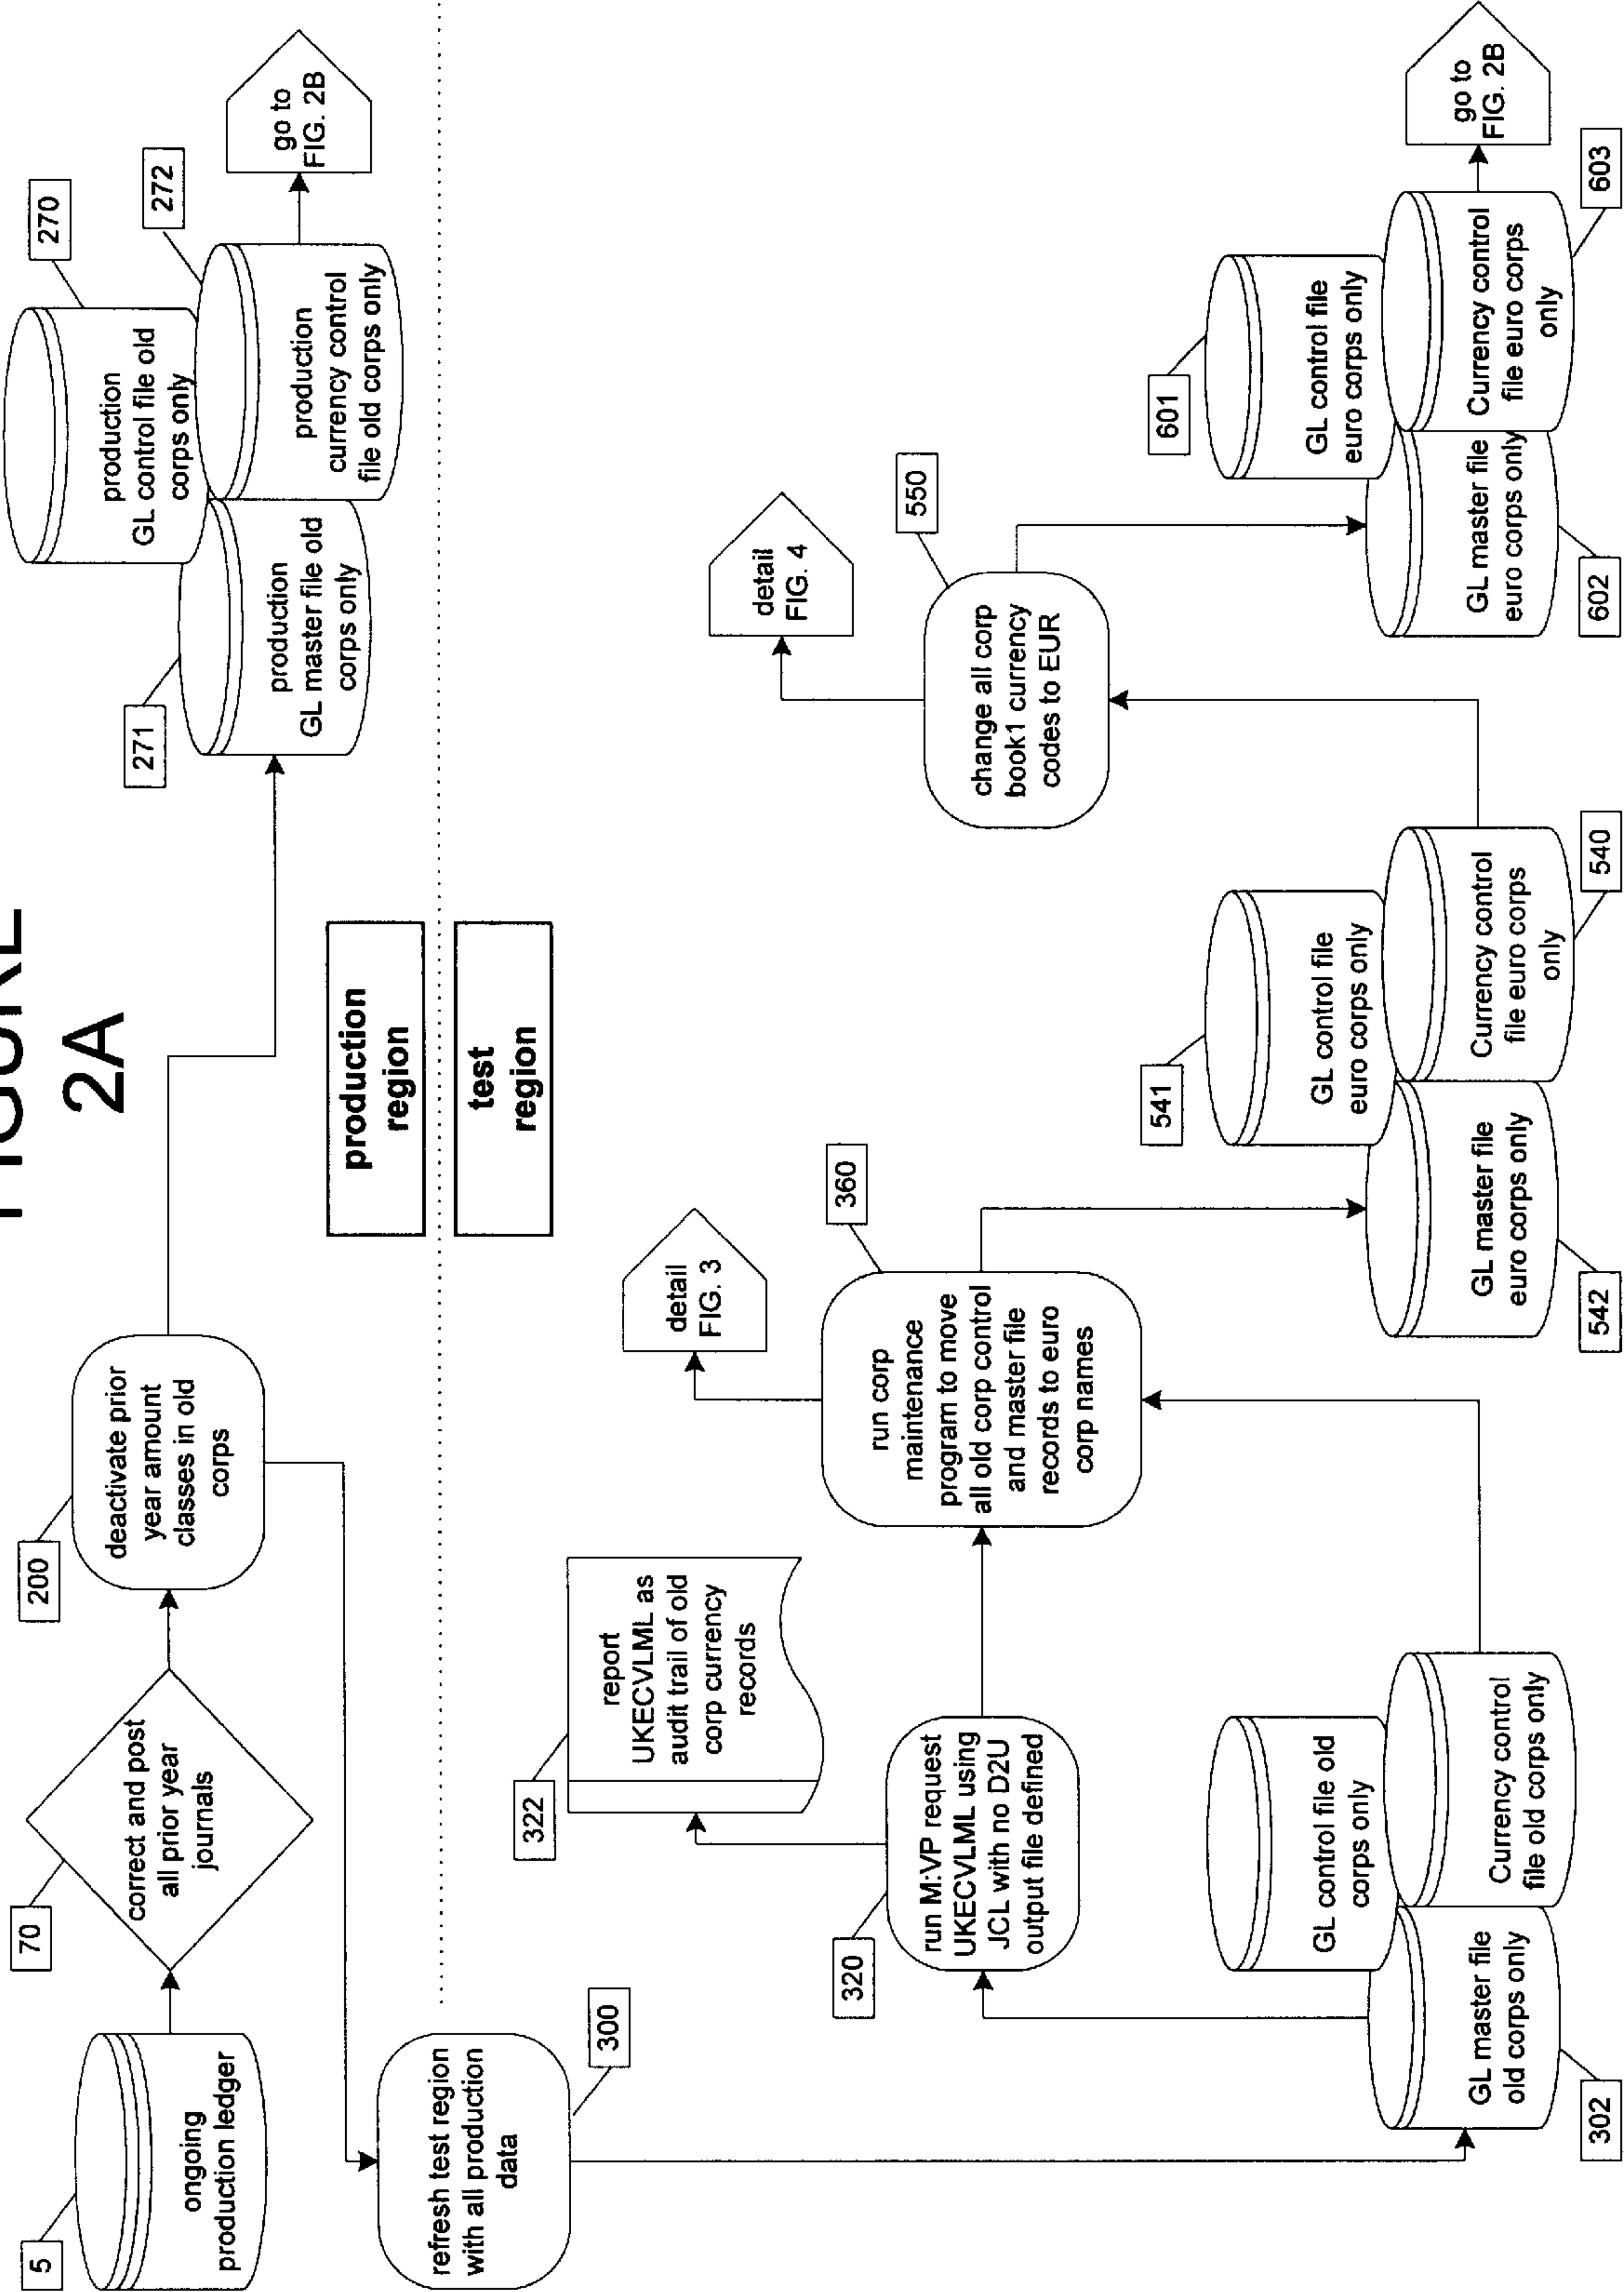 FIGURE
2A
5
ongoing
production ledger
70
correct and post
all prior year
journals
200
deactivate prior
year amount
classes in old
corps
270
production
GL control file old
corps only
271
production
GL master file old
corps only
272
production
currency control
file old corps only
go to
FIG. 2B
production
region
test
region
300
refresh test region
with all production
data
302
GL master file
old corps only
GL control file old
corps only
Currency control
file old corps only
320
run M:VP request
UKECVLML using
JCL with no D2U
output file defined
322
report
UKECVLML as
audit trail of old
corp currency
records
360
run corp
maintenance
program to move
all old corp control
and master file
records to euro
corp names
detail
FIG. 3
541
GL control file
euro corps only
542
GL master file
euro corps only
540
Currency control
file euro corps
only
550
change all corp
book1 currency
codes to EUR
detail
FIG. 4
601
GL control file
euro corps only
602
GL master file
euro corps only
603
Currency control
file euro corps
only
go to
FIG. 2B